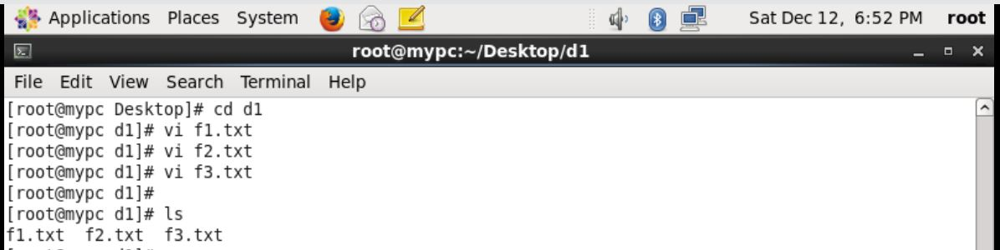 Applications Places System Sat Dec 12, 6:52 PM root
root@mypc:~/Desktop/d1
File Edit View Search Terminal Help
[root@mypc Desktop]# cd d1
[root@mypc d1]# vi f1.txt
[root@mypc d1]# vi f2.txt
[root@mypc d1]# vi f3.txt
[root@mypc d1]#
[root@mypc d1]# ls
f1.txt  f2.txt  f3.txt